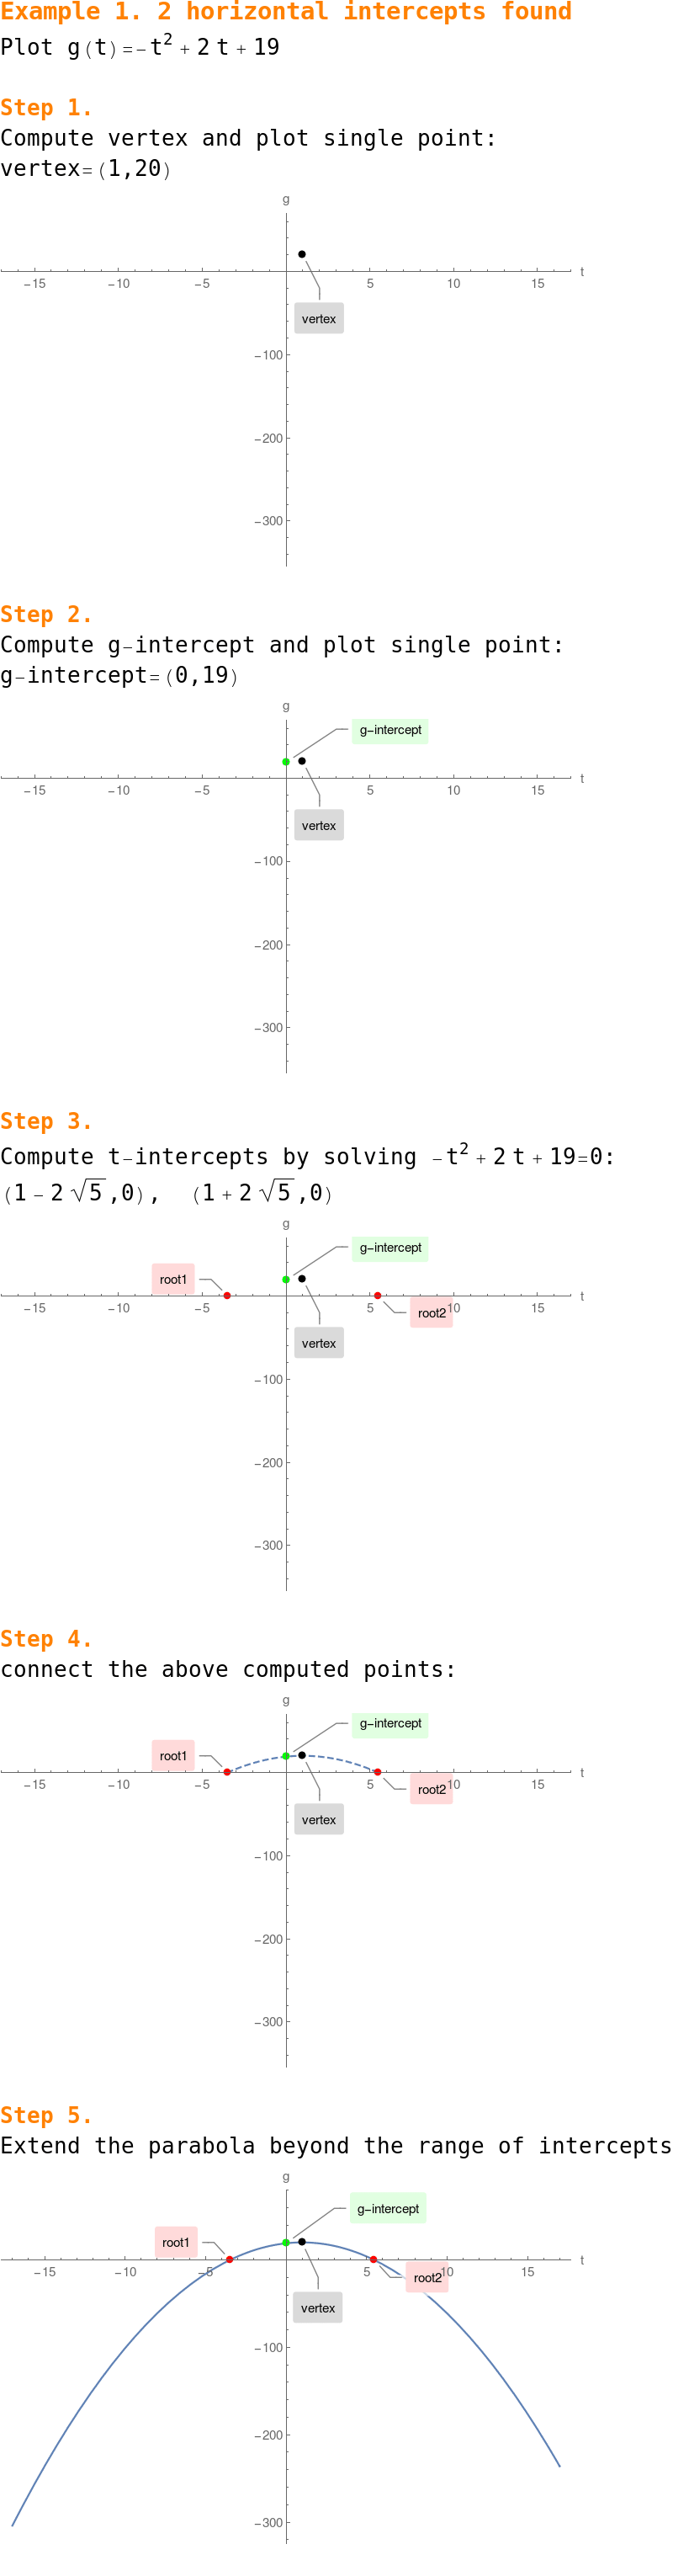 Example 1. 2 horizontal intercepts found
Plot g(t)=-t² + 2 t + 19
Step 1.
Compute vertex and plot single point:
vertex=(1,20)
g
t
-15 -10 -5 5 10 15
vertex
-100
-200
-300
Step 2.
Compute g-intercept and plot single point:
g-intercept=(0,19)
g
g-intercept
t
-15 -10 -5 5 10 15
vertex
-100
-200
-300
Step 3.
Compute t-intercepts by solving -t² + 2 t + 19=0:
(1 - 2 √5,0), (1 + 2 √5,0)
g
g-intercept
root1
t
-15 -10 -5 5 10 15
root2
vertex
-100
-200
-300
Step 4.
connect the above computed points:
g
g-intercept
root1
t
-15 -10 -5 5 10 15
root2
vertex
-100
-200
-300
Step 5.
Extend the parabola beyond the range of intercepts
g
g-intercept
root1
t
-15 -10 -5 5 10 15
root2
vertex
-100
-200
-300